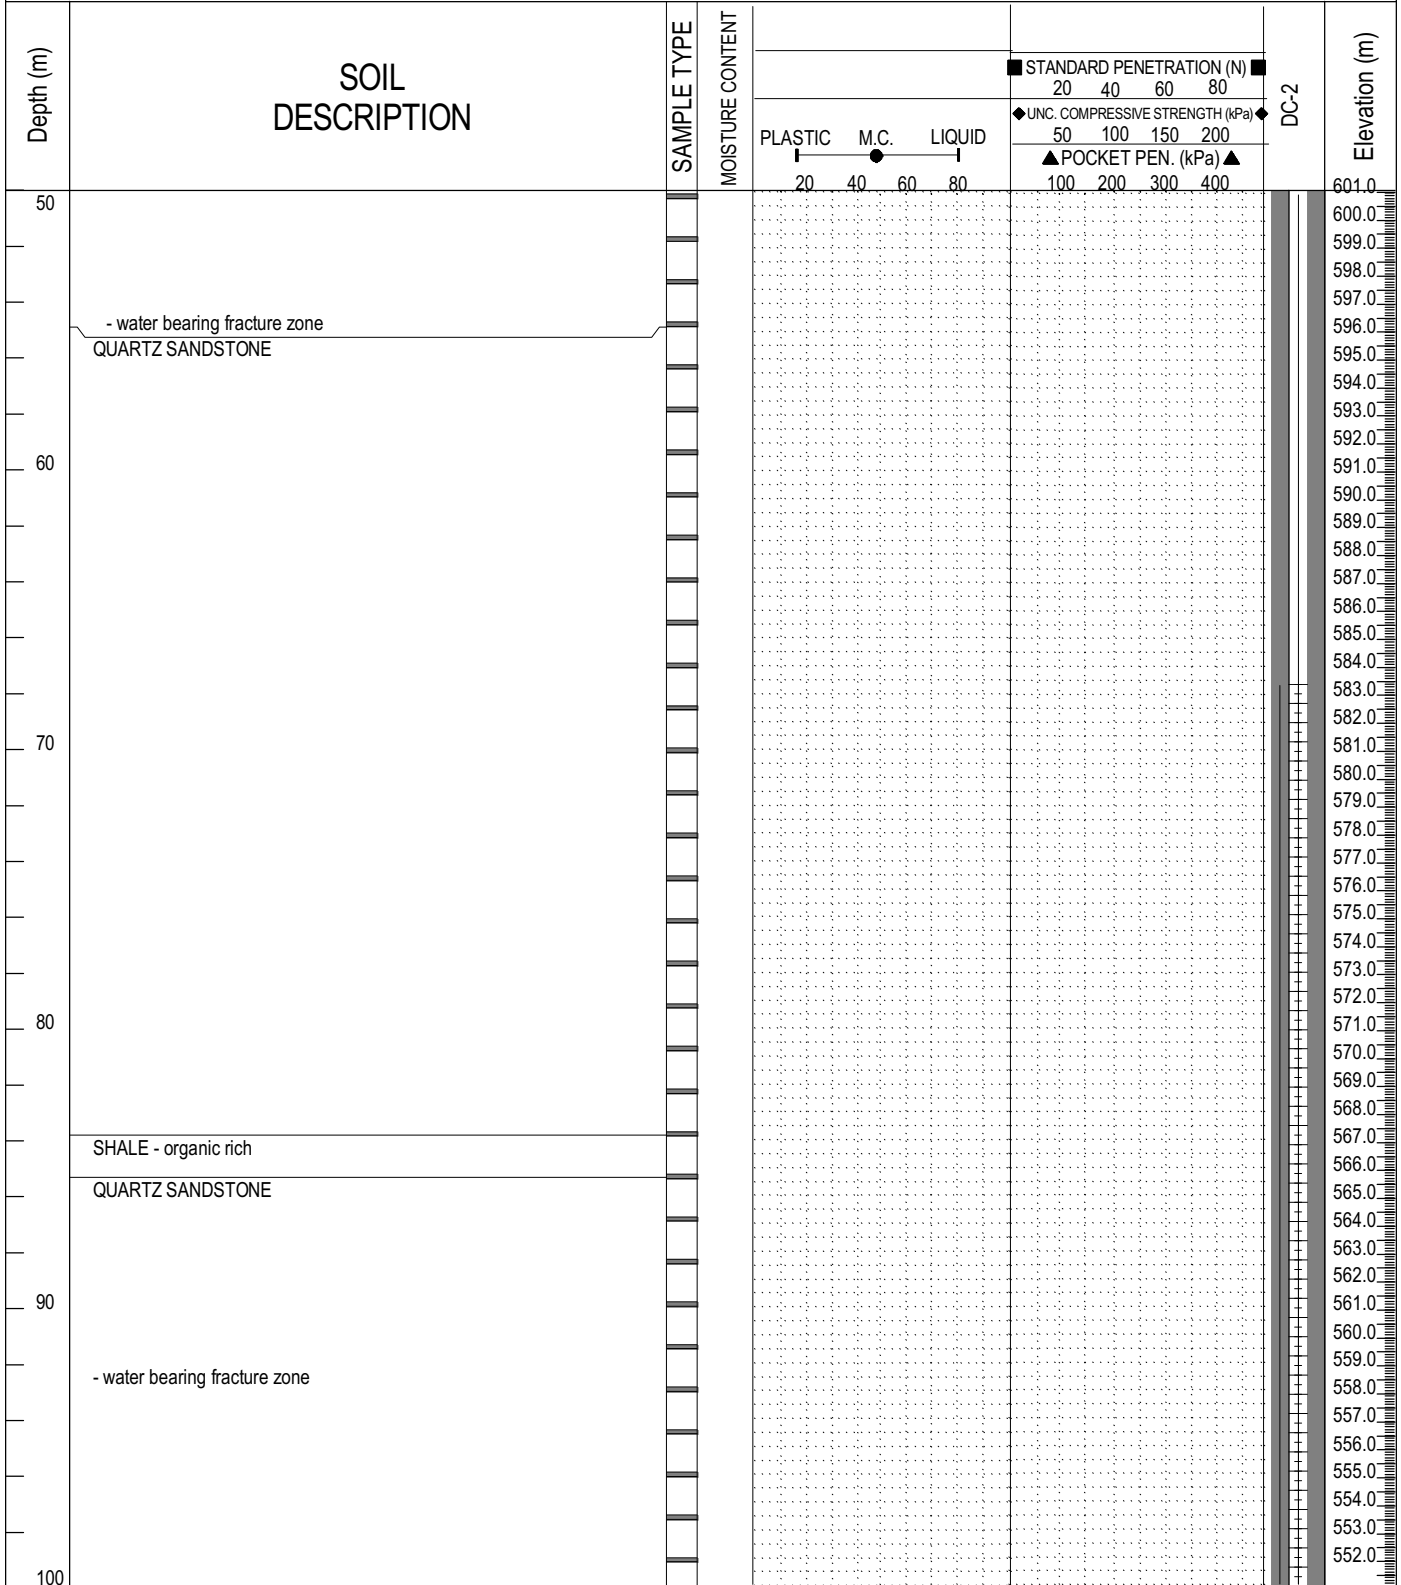 Depth (m)
SOIL
DESCRIPTION
SAMPLE TYPE
MOISTURE CONTENT
PLASTIC M.C. LIQUID
20 40 60 80
STANDARD PENETRATION (N)
20 40 60 80
UNC. COMPRESSIVE STRENGTH (kPa)
50 100 150 200
POCKET PEN. (kPa)
100 200 300 400
DC-2
Elevation (m)
50
- water bearing fracture zone
QUARTZ SANDSTONE
60
70
80
SHALE - organic rich
QUARTZ SANDSTONE
90
- water bearing fracture zone
100
601.0
600.0
599.0
598.0
597.0
596.0
595.0
594.0
593.0
592.0
591.0
590.0
589.0
588.0
587.0
586.0
585.0
584.0
583.0
582.0
581.0
580.0
579.0
578.0
577.0
576.0
575.0
574.0
573.0
572.0
571.0
570.0
569.0
568.0
567.0
566.0
565.0
564.0
563.0
562.0
561.0
560.0
559.0
558.0
557.0
556.0
555.0
554.0
553.0
552.0